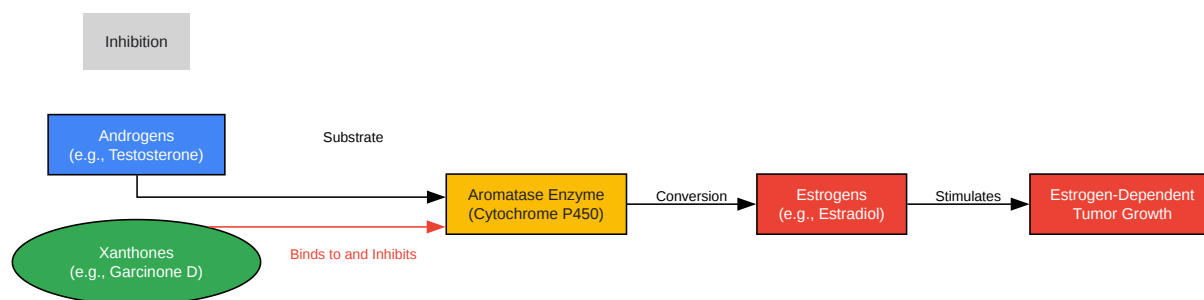 Inhibition
Androgens
(e.g., Testosterone)
Substrate
Aromatase Enzyme
(Cytochrome P450)
Conversion
Estrogens
(e.g., Estradiol)
Stimulates
Estrogen-Dependent
Tumor Growth
Xanthones
(e.g., Garcinone D)
Binds to and Inhibits